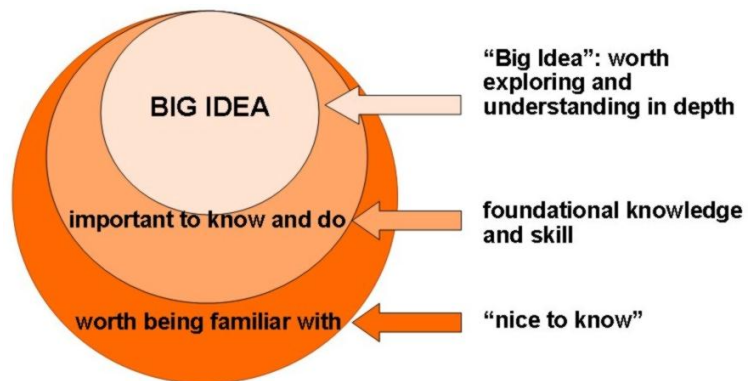 BIG IDEA
“Big Idea”: worth
exploring and
understanding in depth
important to know and do
foundational knowledge
and skill
worth being familiar with
“nice to know”